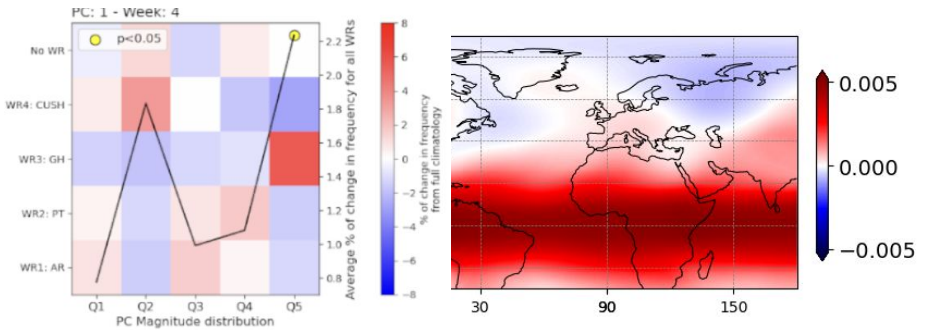 PC: 1 - Week: 4
p<0.05
No WR
WR4: CUSH
WR3: GH
WR2: PT
WR1: AR
Q1 Q2 Q3 Q4 Q5
PC Magnitude distribution
2.2
2.0
1.8
1.6
1.4
1.2
1.0
0.8
Average % of change in frequency for all WRs
8
6
4
2
0
−2
−4
−6
−8
% of change in frequency
from full climatology
30 90 150
0.005
0.000
−0.005